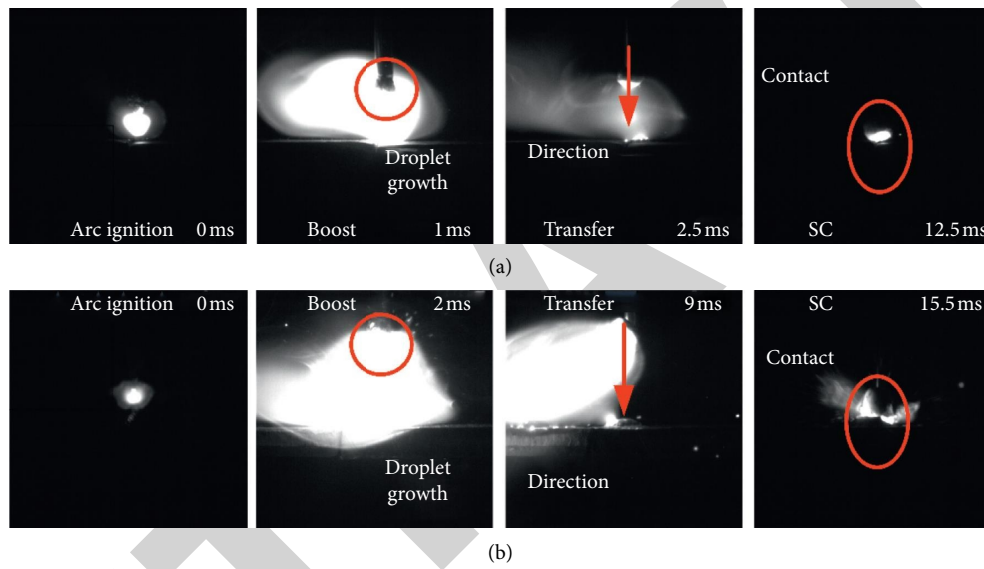 Contact
Droplet
growth
Direction
Arc ignition 0 ms
Boost 1 ms
Transfer 2.5 ms
SC 12.5 ms
(a)
Arc ignition 0 ms
Boost 2 ms
Transfer 9 ms
SC 15.5 ms
Contact
Droplet
growth
Direction
(b)